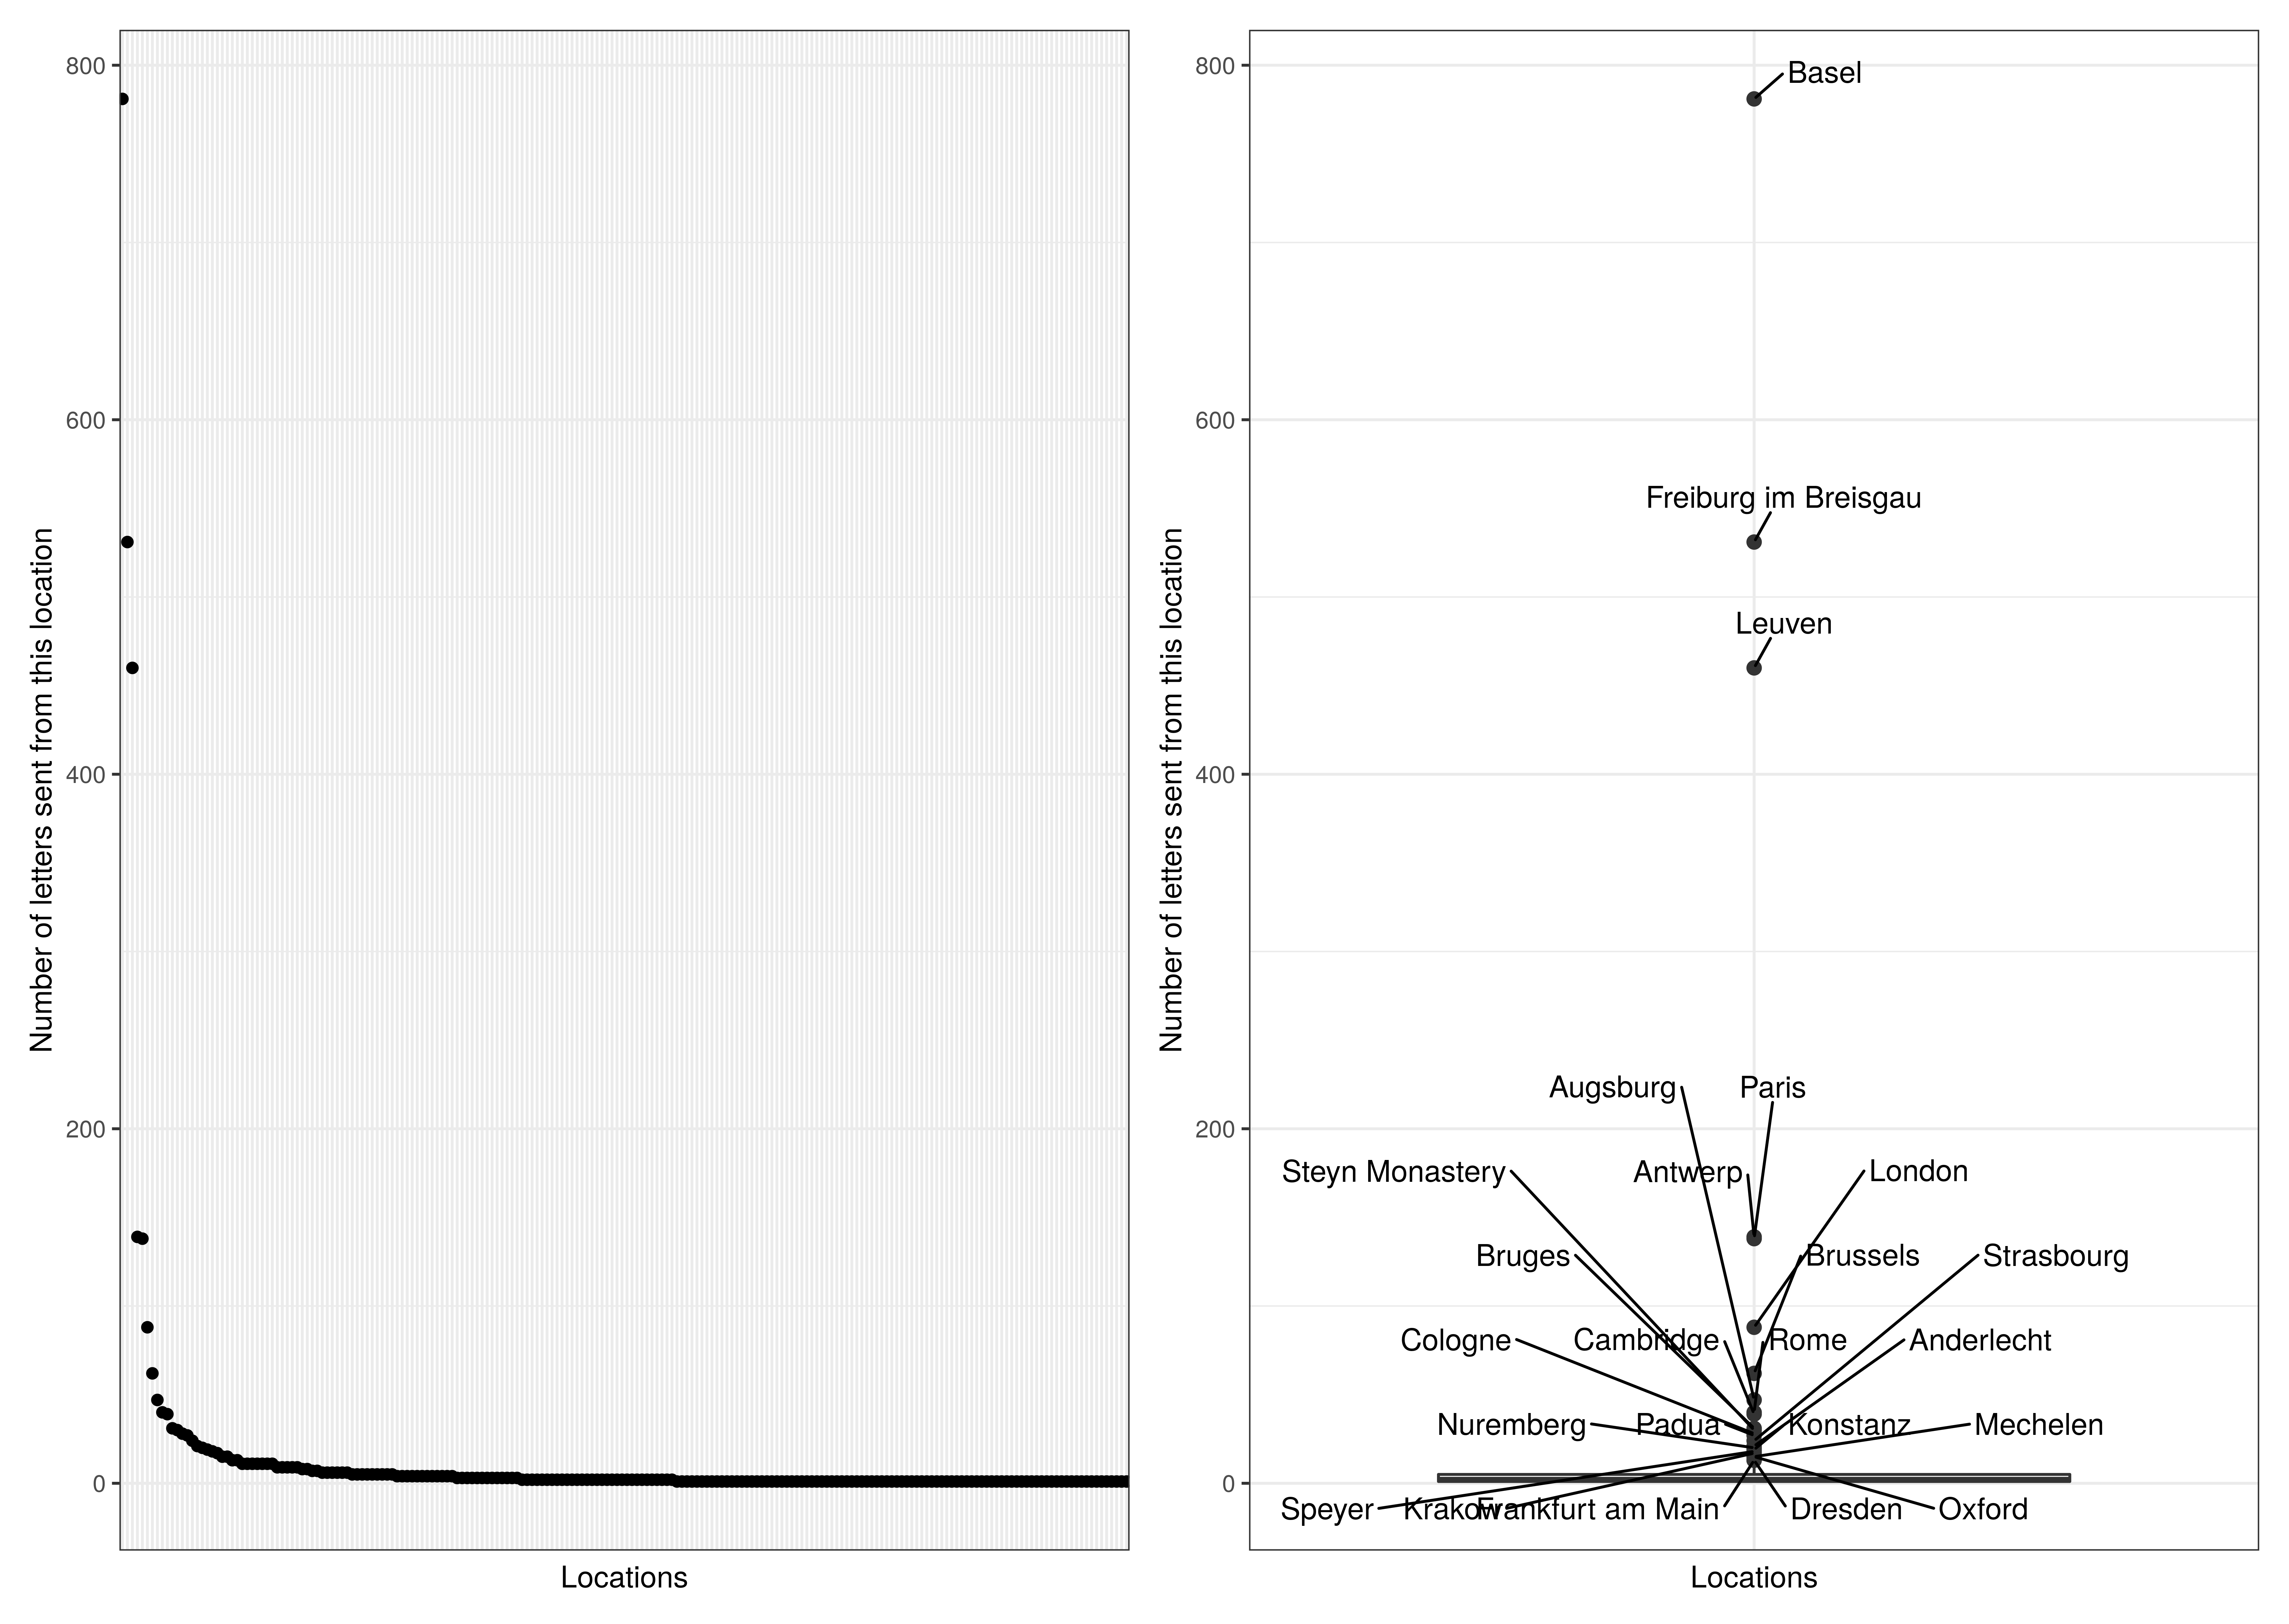 Number of letters sent from this location
800
600
400
200
0
Locations
Number of letters sent from this location
800
600
400
200
0
Basel
Freiburg im Breisgau
Leuven
Augsburg Paris
Steyn Monastery Antwerp London
Bruges Brussels Strasbourg
Cologne Cambridge Rome Anderlecht
Nuremberg Padua Konstanz Mechelen
Speyer Krakow Frankfurt am Main Dresden Oxford
Locations